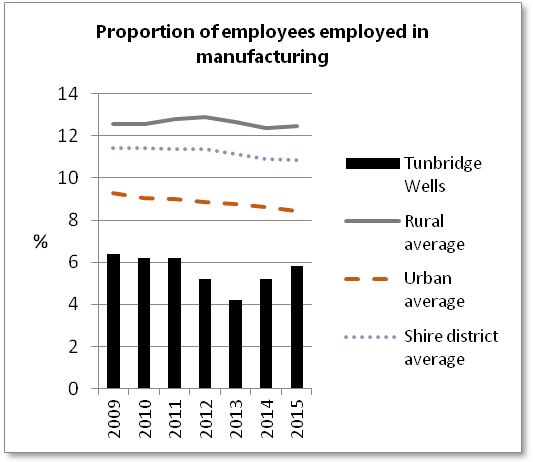 Proportion of employees employed in
manufacturing
14
12
10
8
6
4
2
0
%
2009
2010
2011
2012
2013
2014
2015
Tunbridge
Wells
Rural
average
Urban
average
Shire district
average